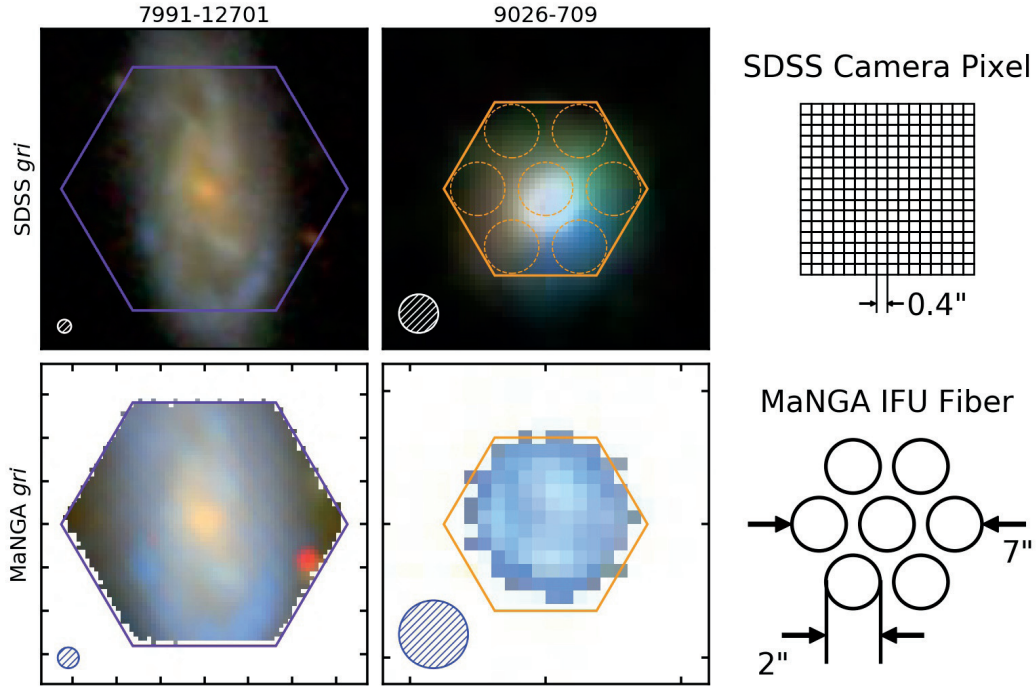 7991-12701
9026-709
SDSS gri
SDSS Camera Pixel
0.4"
MaNGA gri
MaNGA IFU Fiber
7"
2"